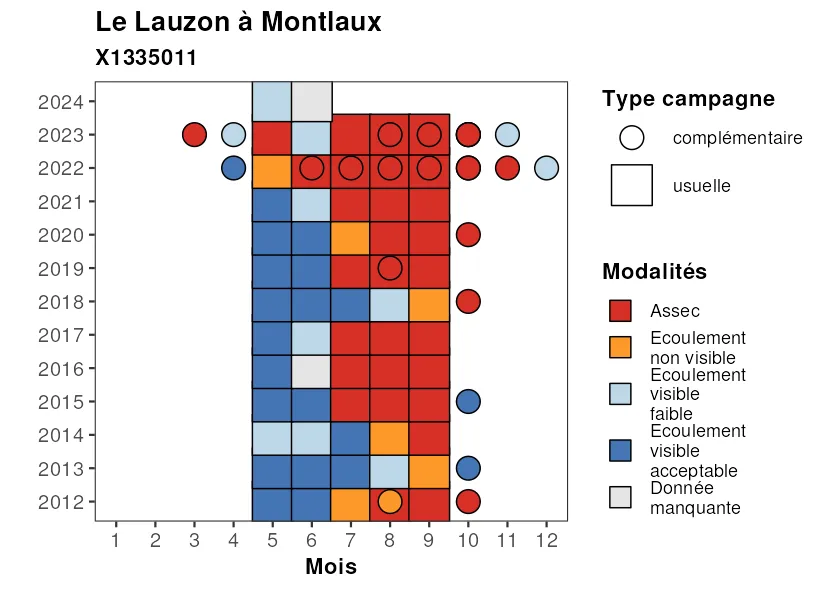 Le Lauzon à Montlaux
X1335011
2024
2023
2022
2021
2020
2019
2018
2017
2016
2015
2014
2013
2012
1 2 3 4 5 6 7 8 9 10 11 12
Mois
Type campagne
complémentaire
usuelle
Modalités
Assec
Ecoulement
non visible
Ecoulement
visible
faible
Ecoulement
visible
acceptable
Donnée
manquante